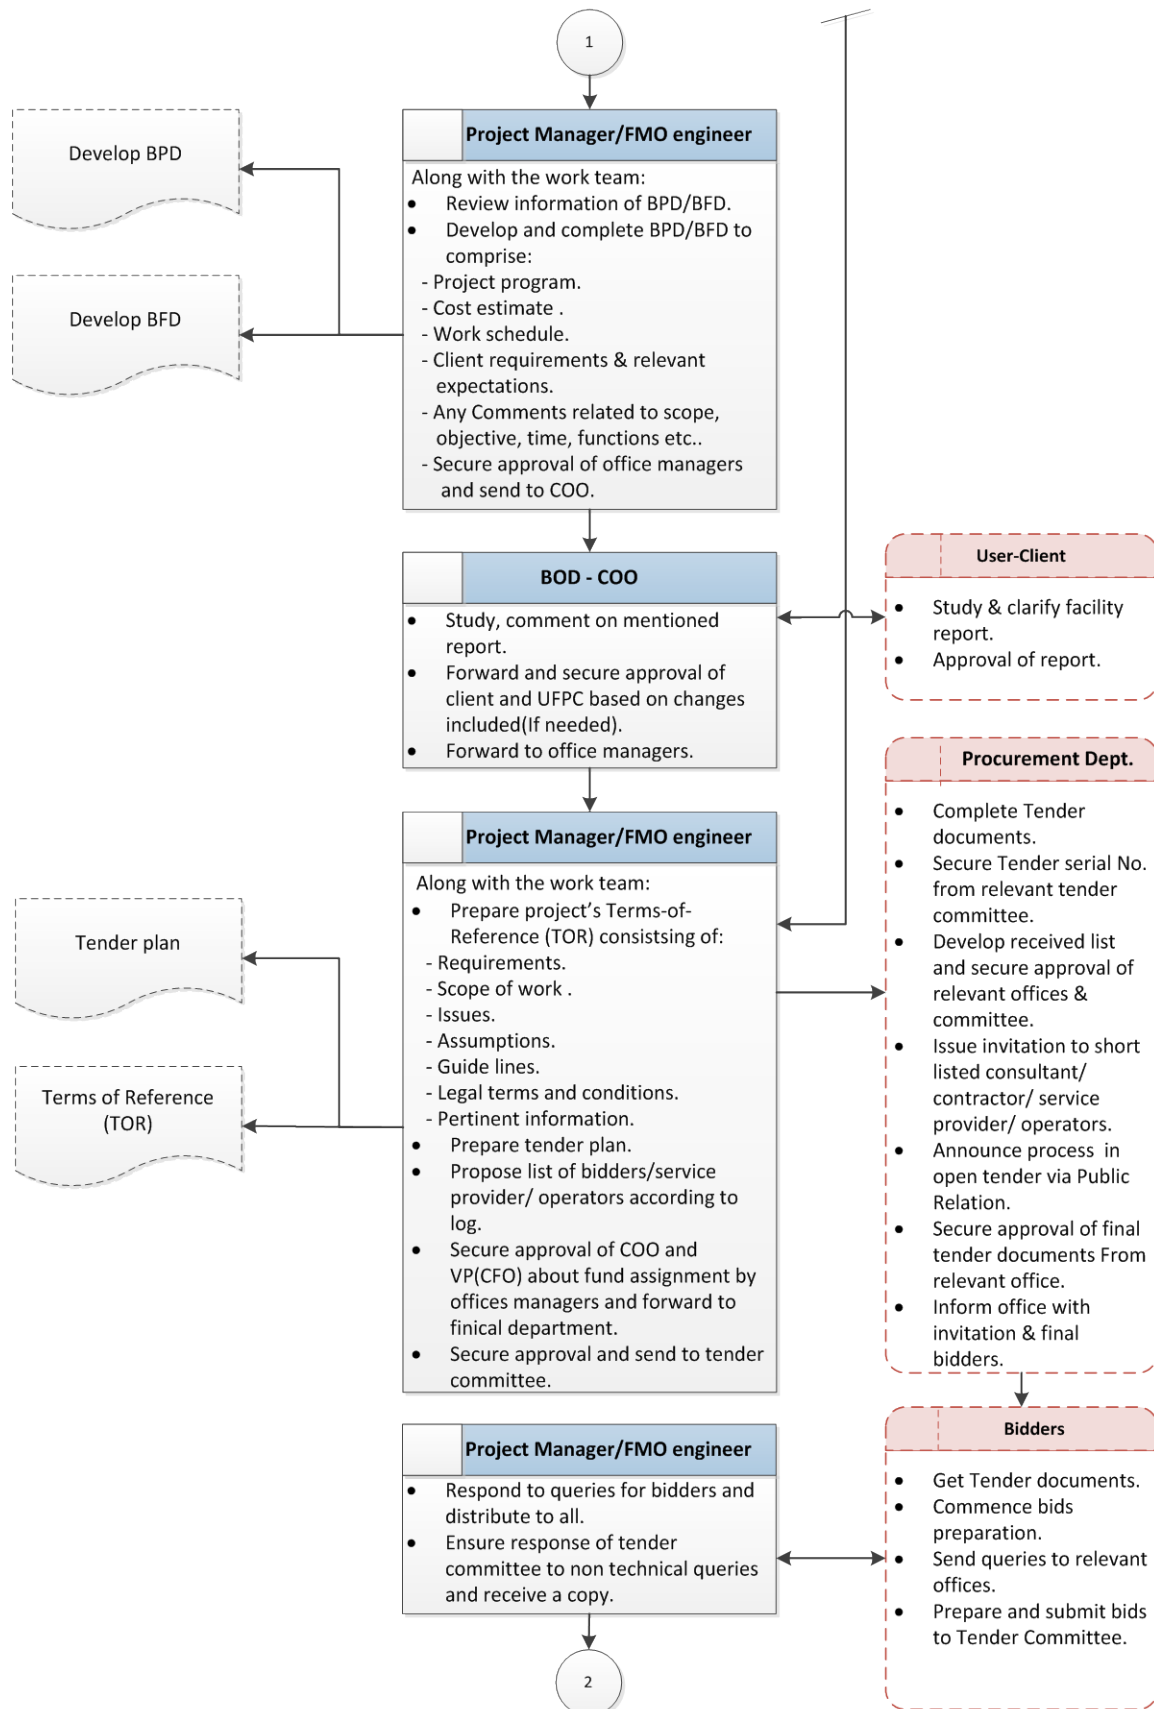 1
Develop BPD
Develop BFD
Project Manager/FMO engineer
Along with the work team:
• Review information of BPD/BFD.
• Develop and complete BPD/BFD to
comprise:
- Project program.
- Cost estimate .
- Work schedule.
- Client requirements & relevant
expectations.
- Any Comments related to scope,
objective, time, functions etc..
- Secure approval of office managers
and send to COO.
BOD - COO
• Study, comment on mentioned
report.
• Forward and secure approval of
client and UFPC based on changes
included(If needed).
• Forward to office managers.
User-Client
• Study & clarify facility
report.
• Approval of report.
Project Manager/FMO engineer
Along with the work team:
• Prepare project’s Terms-of-
Reference (TOR) consistsing of:
- Requirements.
- Scope of work .
- Issues.
- Assumptions.
- Guide lines.
- Legal terms and conditions.
- Pertinent information.
• Prepare tender plan.
• Propose list of bidders/service
provider/ operators according to
log.
• Secure approval of COO and
VP(CFO) about fund assignment by
offices managers and forward to
finical department.
• Secure approval and send to tender
committee.
Tender plan
Terms of Reference
(TOR)
Procurement Dept.
• Complete Tender
documents.
• Secure Tender serial No.
from relevant tender
committee.
• Develop received list
and secure approval of
relevant offices &
committee.
• Issue invitation to short
listed consultant/
contractor/ service
provider/ operators.
• Announce process in
open tender via Public
Relation.
• Secure approval of final
tender documents From
relevant office.
• Inform office with
invitation & final
bidders.
Project Manager/FMO engineer
• Respond to queries for bidders and
distribute to all.
• Ensure response of tender
committee to non technical queries
and receive a copy.
Bidders
• Get Tender documents.
• Commence bids
preparation.
• Send queries to relevant
offices.
• Prepare and submit bids
to Tender Committee.
2